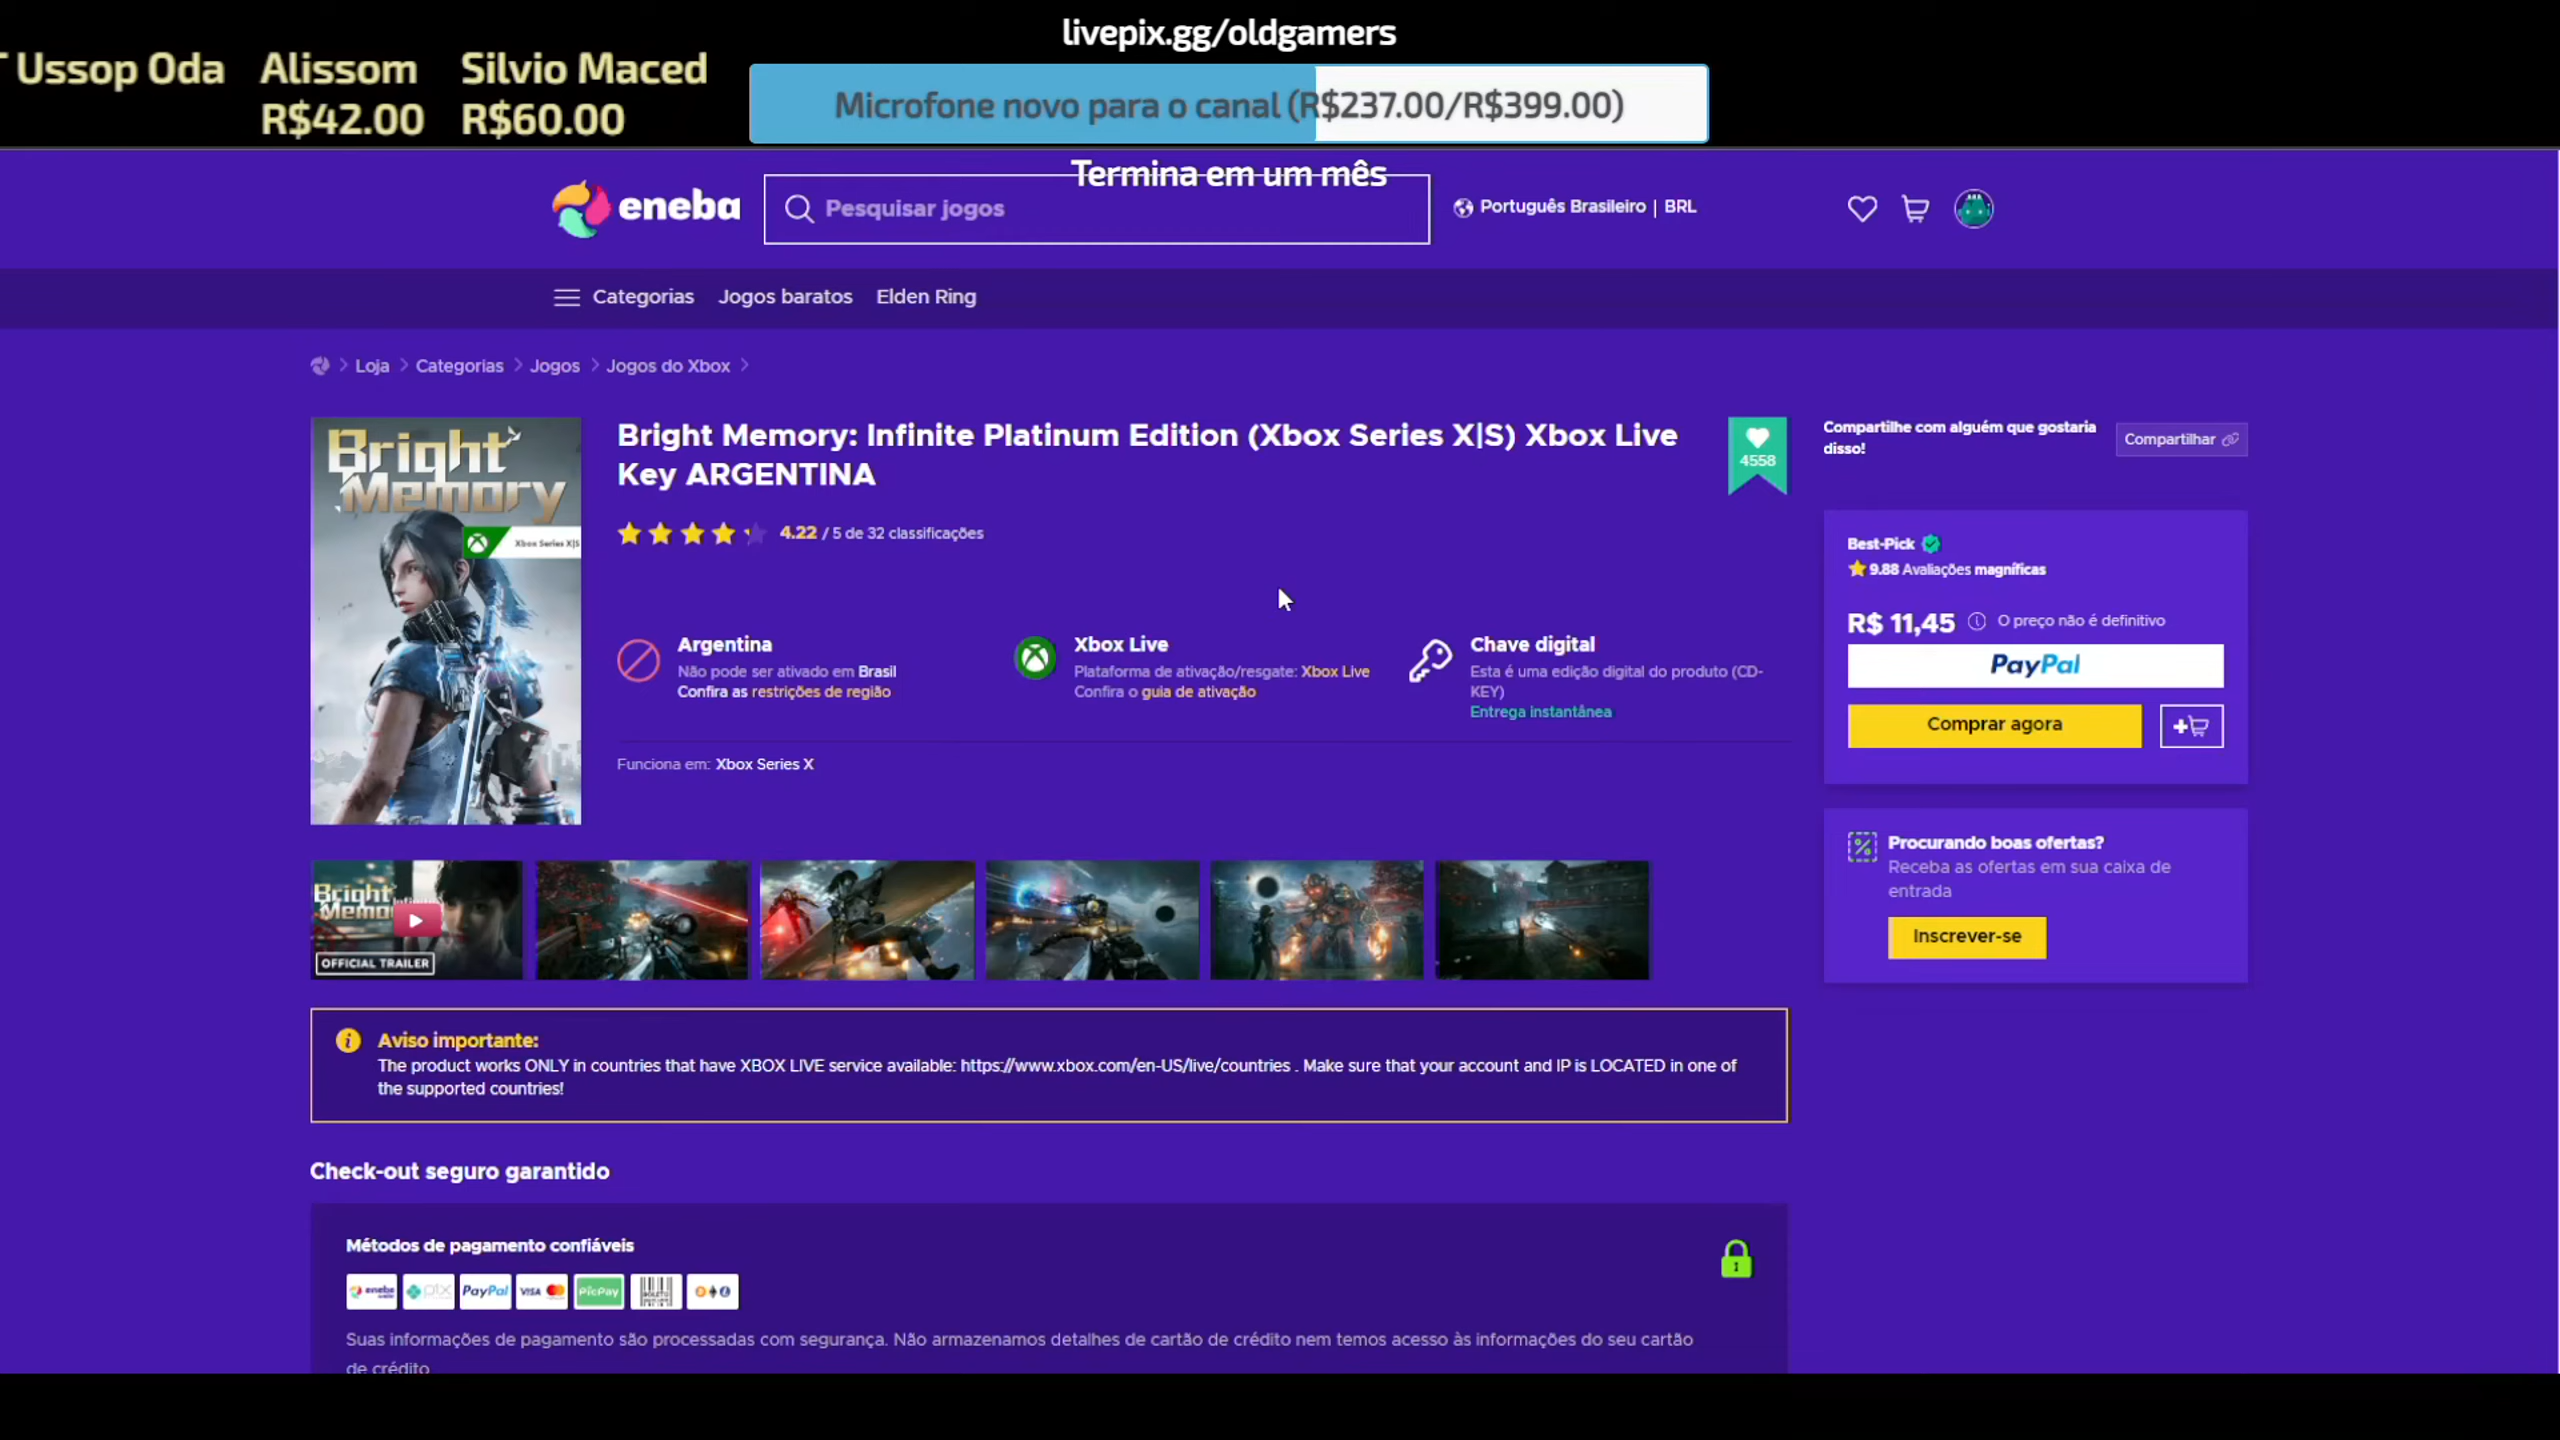 livepix.gg/oldgamers
Ussop Oda
Alissom
R$42.00
Silvio Maced
R$60.00
Microfone novo para o canal (R$237.00/R$399.00)
Termina em um mês
eneba
Pesquisar jogos
Português Brasileiro | BRL
Categorias
Jogos baratos
Elden Ring
Loja
Categorias
Jogos
Jogos do Xbox
Bright
Memory
Xbox Series X|S
Bright Memory: Infinite Platinum Edition (Xbox Series X|S) Xbox Live
Key ARGENTINA
4558
4.22 / 5 de 32 classificações
Argentina
Não pode ser ativado em Brasil
Confira as restrições de região
Xbox Live
Plataforma de ativação/resgate: Xbox Live
Confira o guia de ativação
Chave digital
Esta é uma edição digital do produto (CD-
KEY)
Entrega instantânea
Funciona em: Xbox Series X
Compartilhe com alguém que gostaria
disso!
Compartilhar
Best-Pick
9.88 Avaliações magníficas
R$ 11,45
O preço não é definitivo
PayPal
Comprar agora
Procurando boas ofertas?
Receba as ofertas em sua caixa de
entrada
Inscrever-se
Bright
OFFICIAL TRAILER
Aviso importante:
The product works ONLY in countries that have XBOX LIVE service available: https://www.xbox.com/en-US/live/countries . Make sure that your account and IP is LOCATED in one of
the supported countries!
Check-out seguro garantido
Métodos de pagamento confiáveis
eneba
pix
PayPal
VISA
PicPay
BOLETO
Suas informações de pagamento são processadas com segurança. Não armazenamos detalhes de cartão de crédito nem temos acesso às informações do seu cartão
de crédito